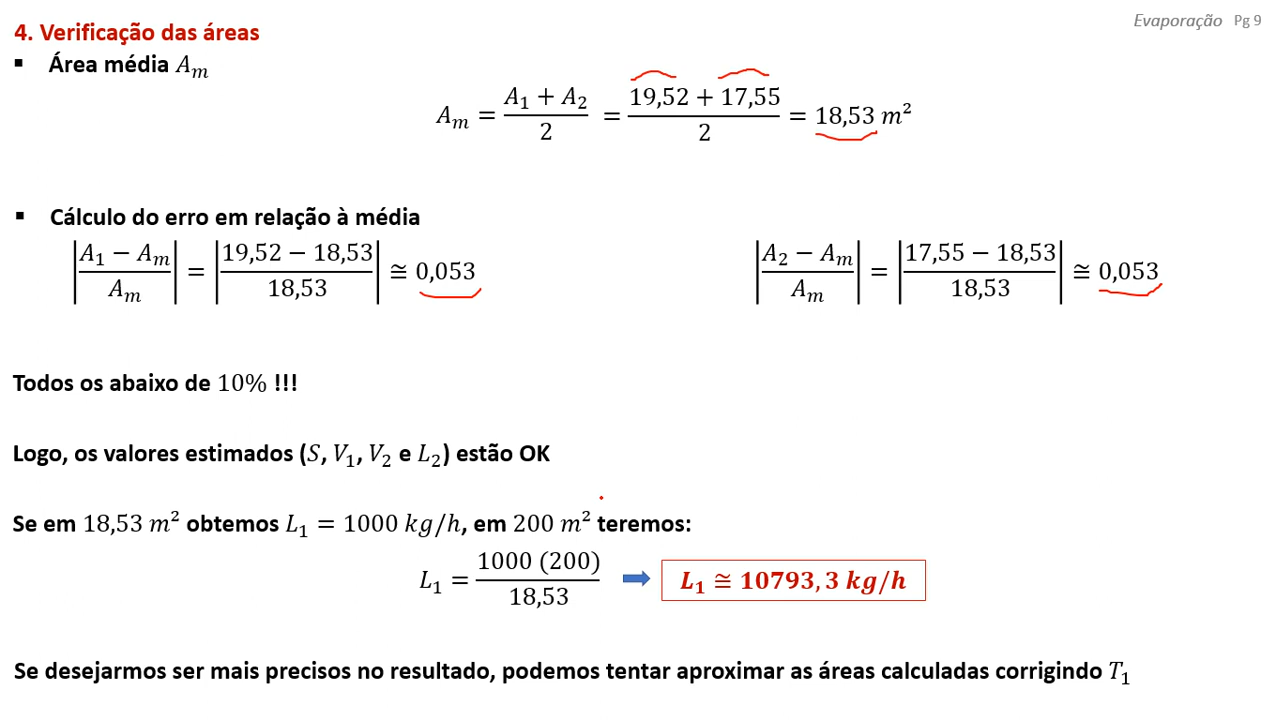 Evaporação Pg 9
4. Verificação das áreas
▪ Área média A_m
A_m = (A_1 + A_2)/2 = (19,52 + 17,55)/2 = 18,53 m²
▪ Cálculo do erro em relação à média
|(A_1 − A_m)/A_m| = |(19,52 − 18,53)/18,53| ≅ 0,053 |(A_2 − A_m)/A_m| = |(17,55 − 18,53)/18,53| ≅ 0,053
Todos os abaixo de 10% !!!
Logo, os valores estimados (S, V_1, V_2 e L_2) estão OK
Se em 18,53 m² obtemos L_1 = 1000 kg/h, em 200 m² teremos:
L_1 = 1000 (200)/18,53 ➡ L_1 ≅ 10793,3 kg/h
Se desejarmos ser mais precisos no resultado, podemos tentar aproximar as áreas calculadas corrigindo T_1